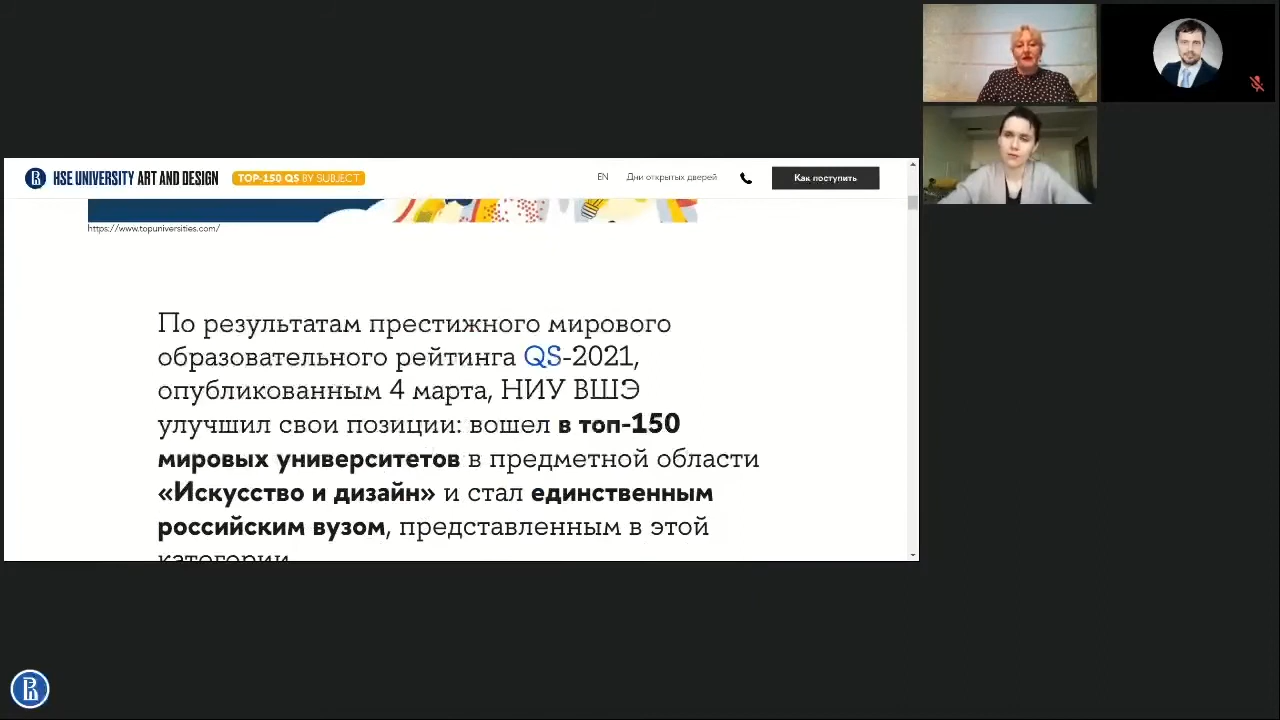 HSE UNIVERSITY ART AND DESIGN
TOP-150 QS BY SUBJECT
EN
Дни открытых дверей
Как поступить
https://www.topuniversities.com/
По результатам престижного мирового
образовательного рейтинга QS-2021,
опубликованным 4 марта, НИУ ВШЭ
улучшил свои позиции: вошел в топ-150
мировых университетов в предметной области
«Искусство и дизайн» и стал единственным
российским вузом, представленным в этой
категории